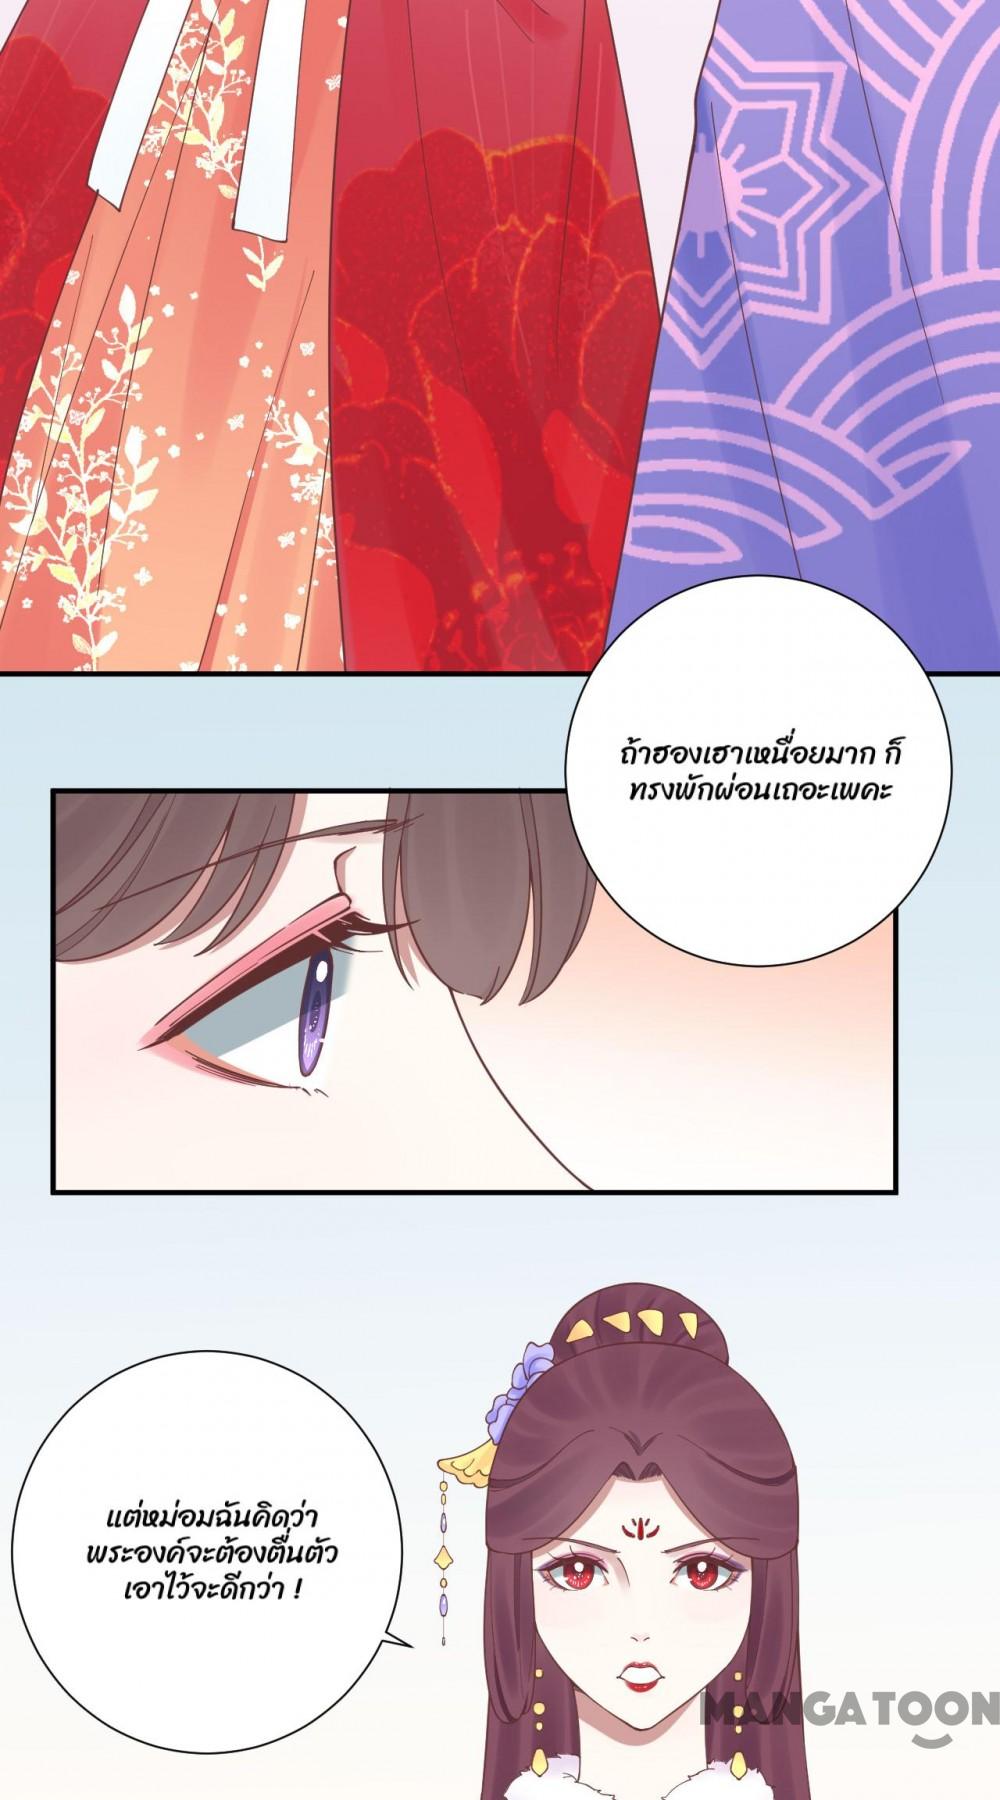 ถ้าฮองเฮาเหนื่อยมาก ก็
ทรงพักผ่อนเถอะเพคะ
แต่หม่อมฉันคิดว่า
พระองค์จะต้องตื่นตัว
เอาไว้จะดีกว่า !
MANGATOON